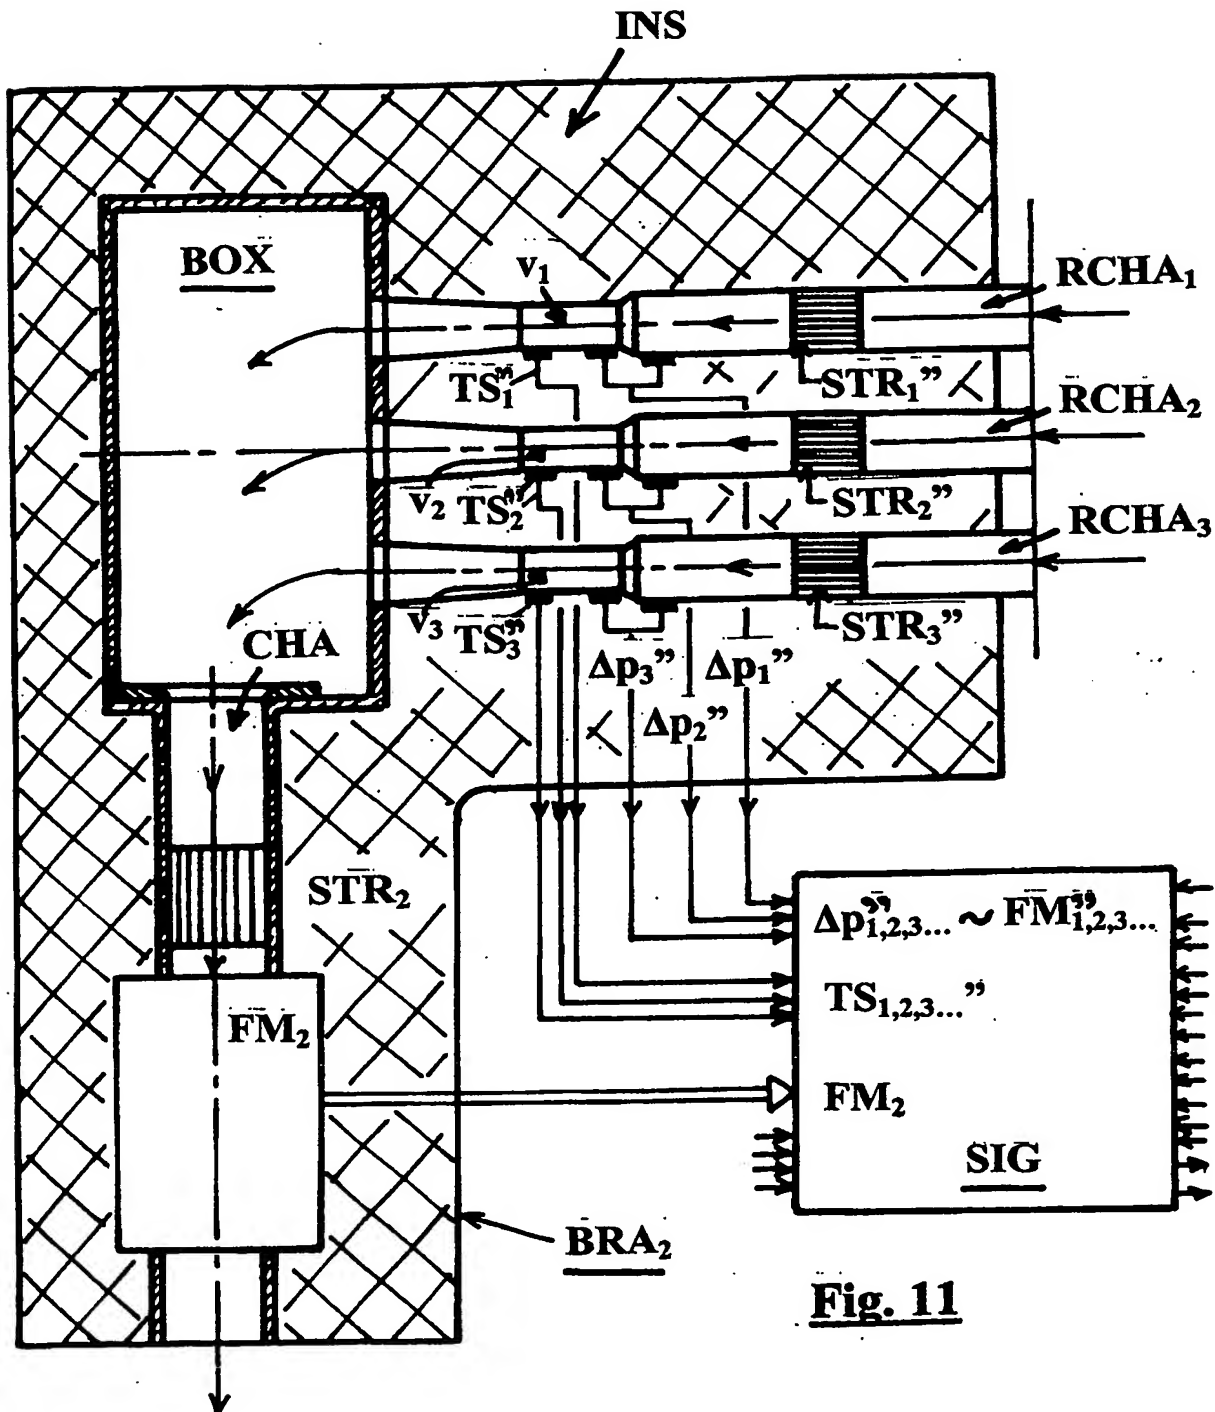 INS
BOX
v₁
RCHA₁
TS₁”
STR₁”
RCHA₂
v₂
TS₂”
STR₂”
RCHA₃
v₃
TS₃”
STR₃”
CHA
Δp₃”
Δp₁”
Δp₂”
STR₂
Δp”₁,₂,₃... ~ FM”₁,₂,₃...
TS₁,₂,₃...”
FM₂
FM₂
SIG
BRA₂
Fig. 11